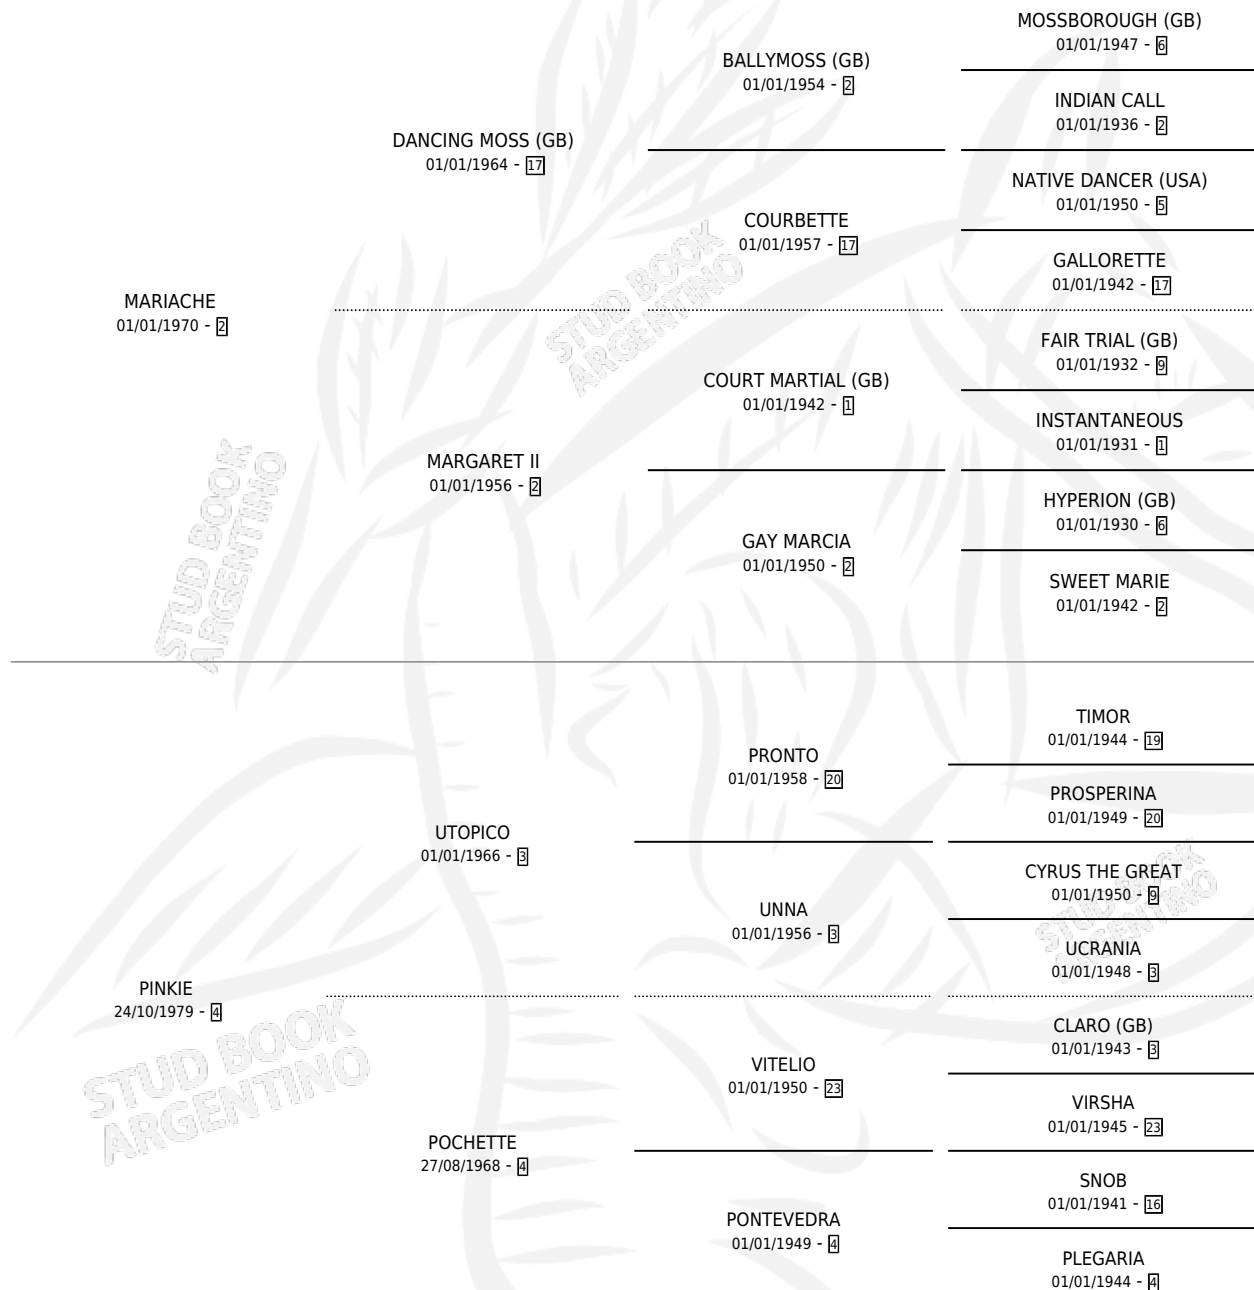 MOSSBOROUGH (GB)
01/01/1947 - 6
BALLYMOSS (GB)
01/01/1954 - 2
INDIAN CALL
01/01/1936 - 2
DANCING MOSS (GB)
01/01/1964 - 17
NATIVE DANCER (USA)
01/01/1950 - 5
COURBETTE
01/01/1957 - 17
GALLORETTE
01/01/1942 - 17
MARIACHE
01/01/1970 - 2
FAIR TRIAL (GB)
01/01/1932 - 9
COURT MARTIAL (GB)
01/01/1942 - 1
INSTANTANEOUS
01/01/1931 - 1
MARGARET II
01/01/1956 - 2
HYPERION (GB)
01/01/1930 - 6
GAY MARCIA
01/01/1950 - 2
SWEET MARIE
01/01/1942 - 2
TIMOR
01/01/1944 - 19
PRONTO
01/01/1958 - 20
PROSPERINA
01/01/1949 - 20
UTOPICO
01/01/1966 - 3
CYRUS THE GREAT
01/01/1950 - 9
UNNA
01/01/1956 - 3
UCRANIA
01/01/1948 - 3
PINKIE
24/10/1979 - 4
CLARO (GB)
01/01/1943 - 3
VITELIO
01/01/1950 - 23
VIRSHA
01/01/1945 - 23
POCHETTE
27/08/1968 - 4
SNOB
01/01/1941 - 16
PONTEVEDRA
01/01/1949 - 4
PLEGARIA
01/01/1944 - 4
STUD BOOK
ARGENTINO
STUD BOOK
ARGENTINO
STUD BOOK
ARGENTINO
STUD BOOK
ARGENTINO